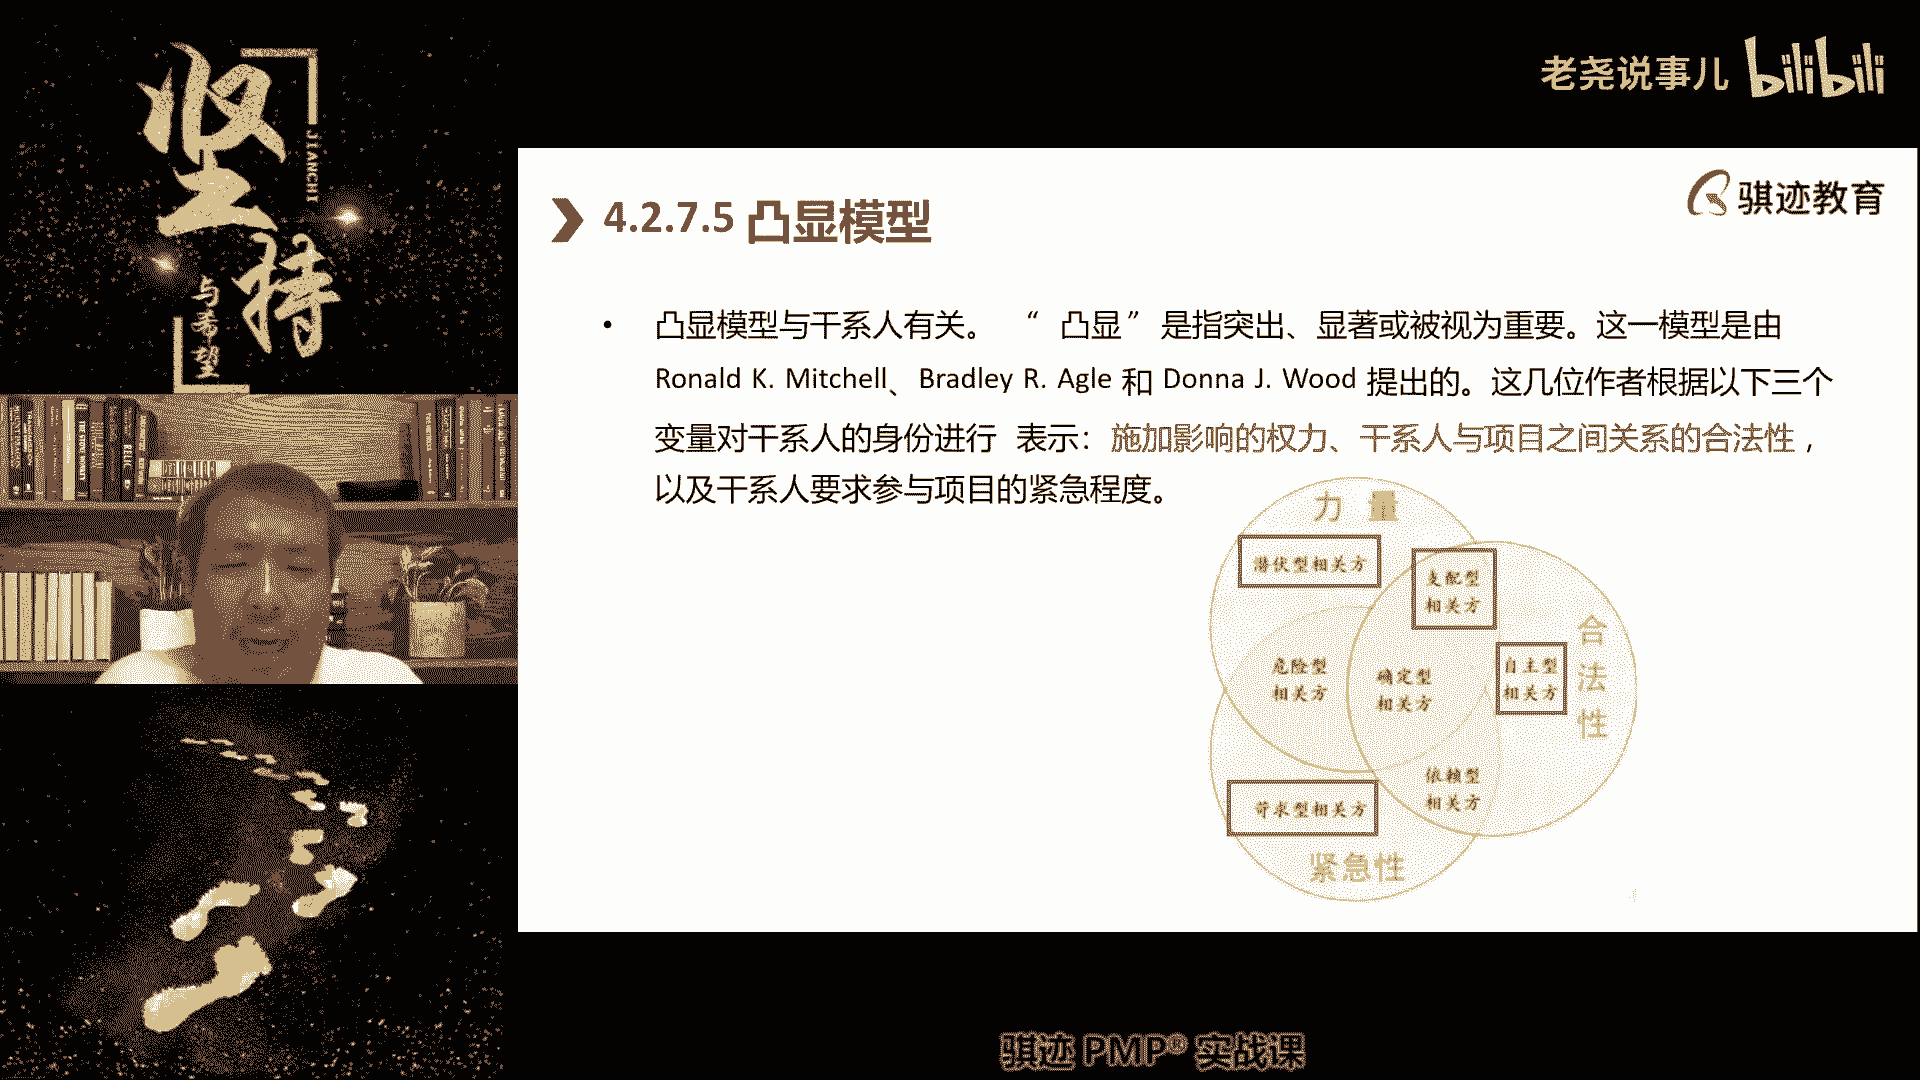 坚持
JIANCHI
与希望
老尧说事儿 bilibili
骐迹教育
4.2.7.5 凸显模型
• 凸显模型与干系人有关。 “ 凸显” 是指突出、显著或被视为重要。这一模型是由
Ronald K. Mitchell、Bradley R. Agle 和 Donna J. Wood 提出的。这几位作者根据以下三个
变量对干系人的身份进行 表示：施加影响的权力、干系人与项目之间关系的合法性，
以及干系人要求参与项目的紧急程度。
力 量
潜伏型相关方
支配型
相关方
合法性
自主型
相关方
危险型
相关方
确定型
相关方
依赖型
相关方
苛求型相关方
紧急性
骐迹 PMP® 实战课